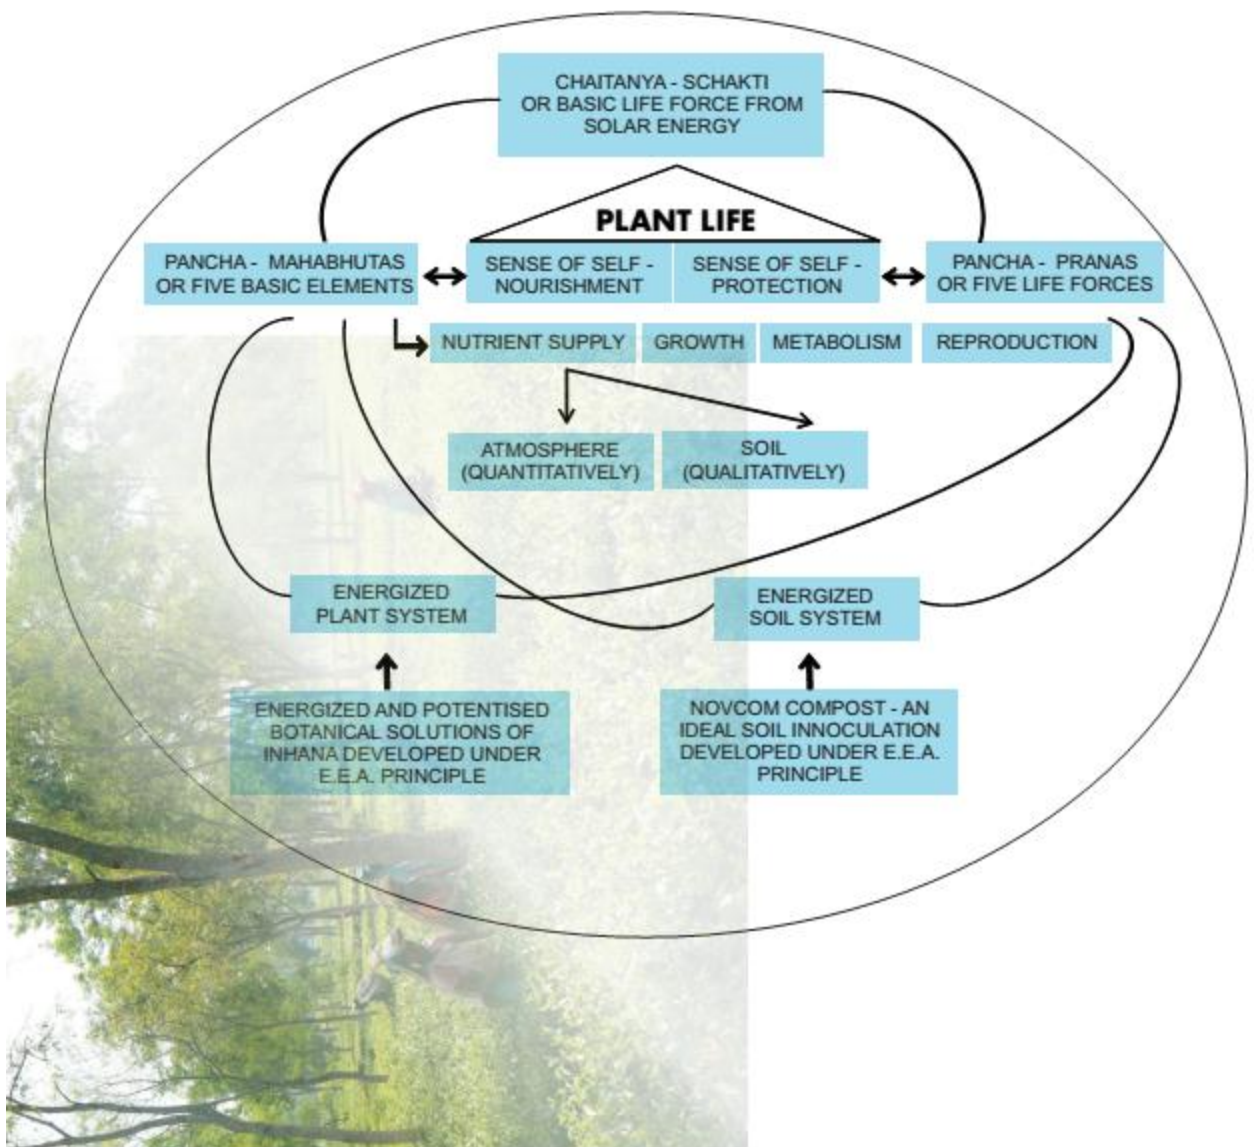 CHAITANYA - SCHAKTI
OR BASIC LIFE FORCE FROM
SOLAR ENERGY
PLANT LIFE
PANCHA - MAHABHUTAS
OR FIVE BASIC ELEMENTS
SENSE OF SELF -
NOURISHMENT
SENSE OF SELF -
PROTECTION
PANCHA - PRANAS
OR FIVE LIFE FORCES
NUTRIENT SUPPLY
GROWTH
METABOLISM
REPRODUCTION
ATMOSPHERE
(QUANTITATIVELY)
SOIL
(QUALITATIVELY)
ENERGIZED
PLANT SYSTEM
ENERGIZED
SOIL SYSTEM
ENERGIZED AND POTENTISED
BOTANICAL SOLUTIONS OF
INHANA DEVELOPED UNDER
E.E.A. PRINCIPLE
NOVCOM COMPOST - AN
IDEAL SOIL INNOCULATION
DEVELOPED UNDER E.E.A.
PRINCIPLE